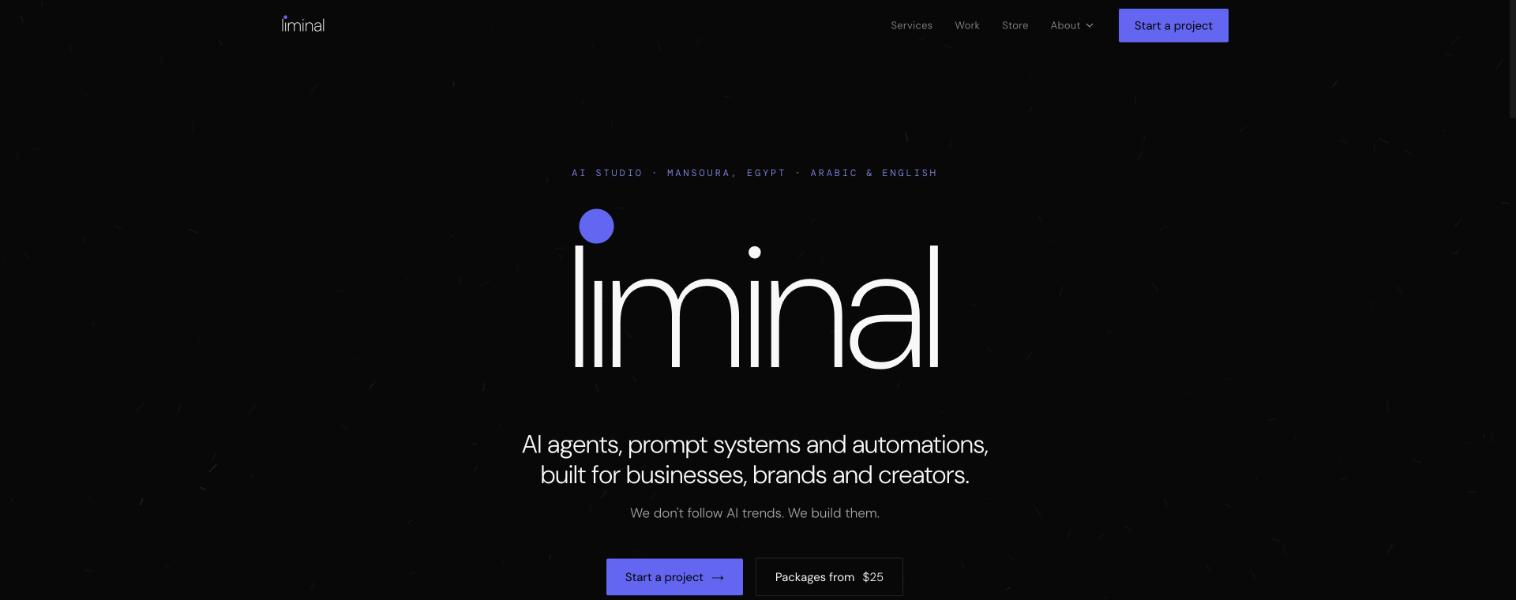 liminal
Services Work Store About Start a project
AI STUDIO · MANSOURA, EGYPT · ARABIC & ENGLISH
liminal
AI agents, prompt systems and automations,
built for businesses, brands and creators.
We don't follow AI trends. We build them.
Start a project → Packages from $25